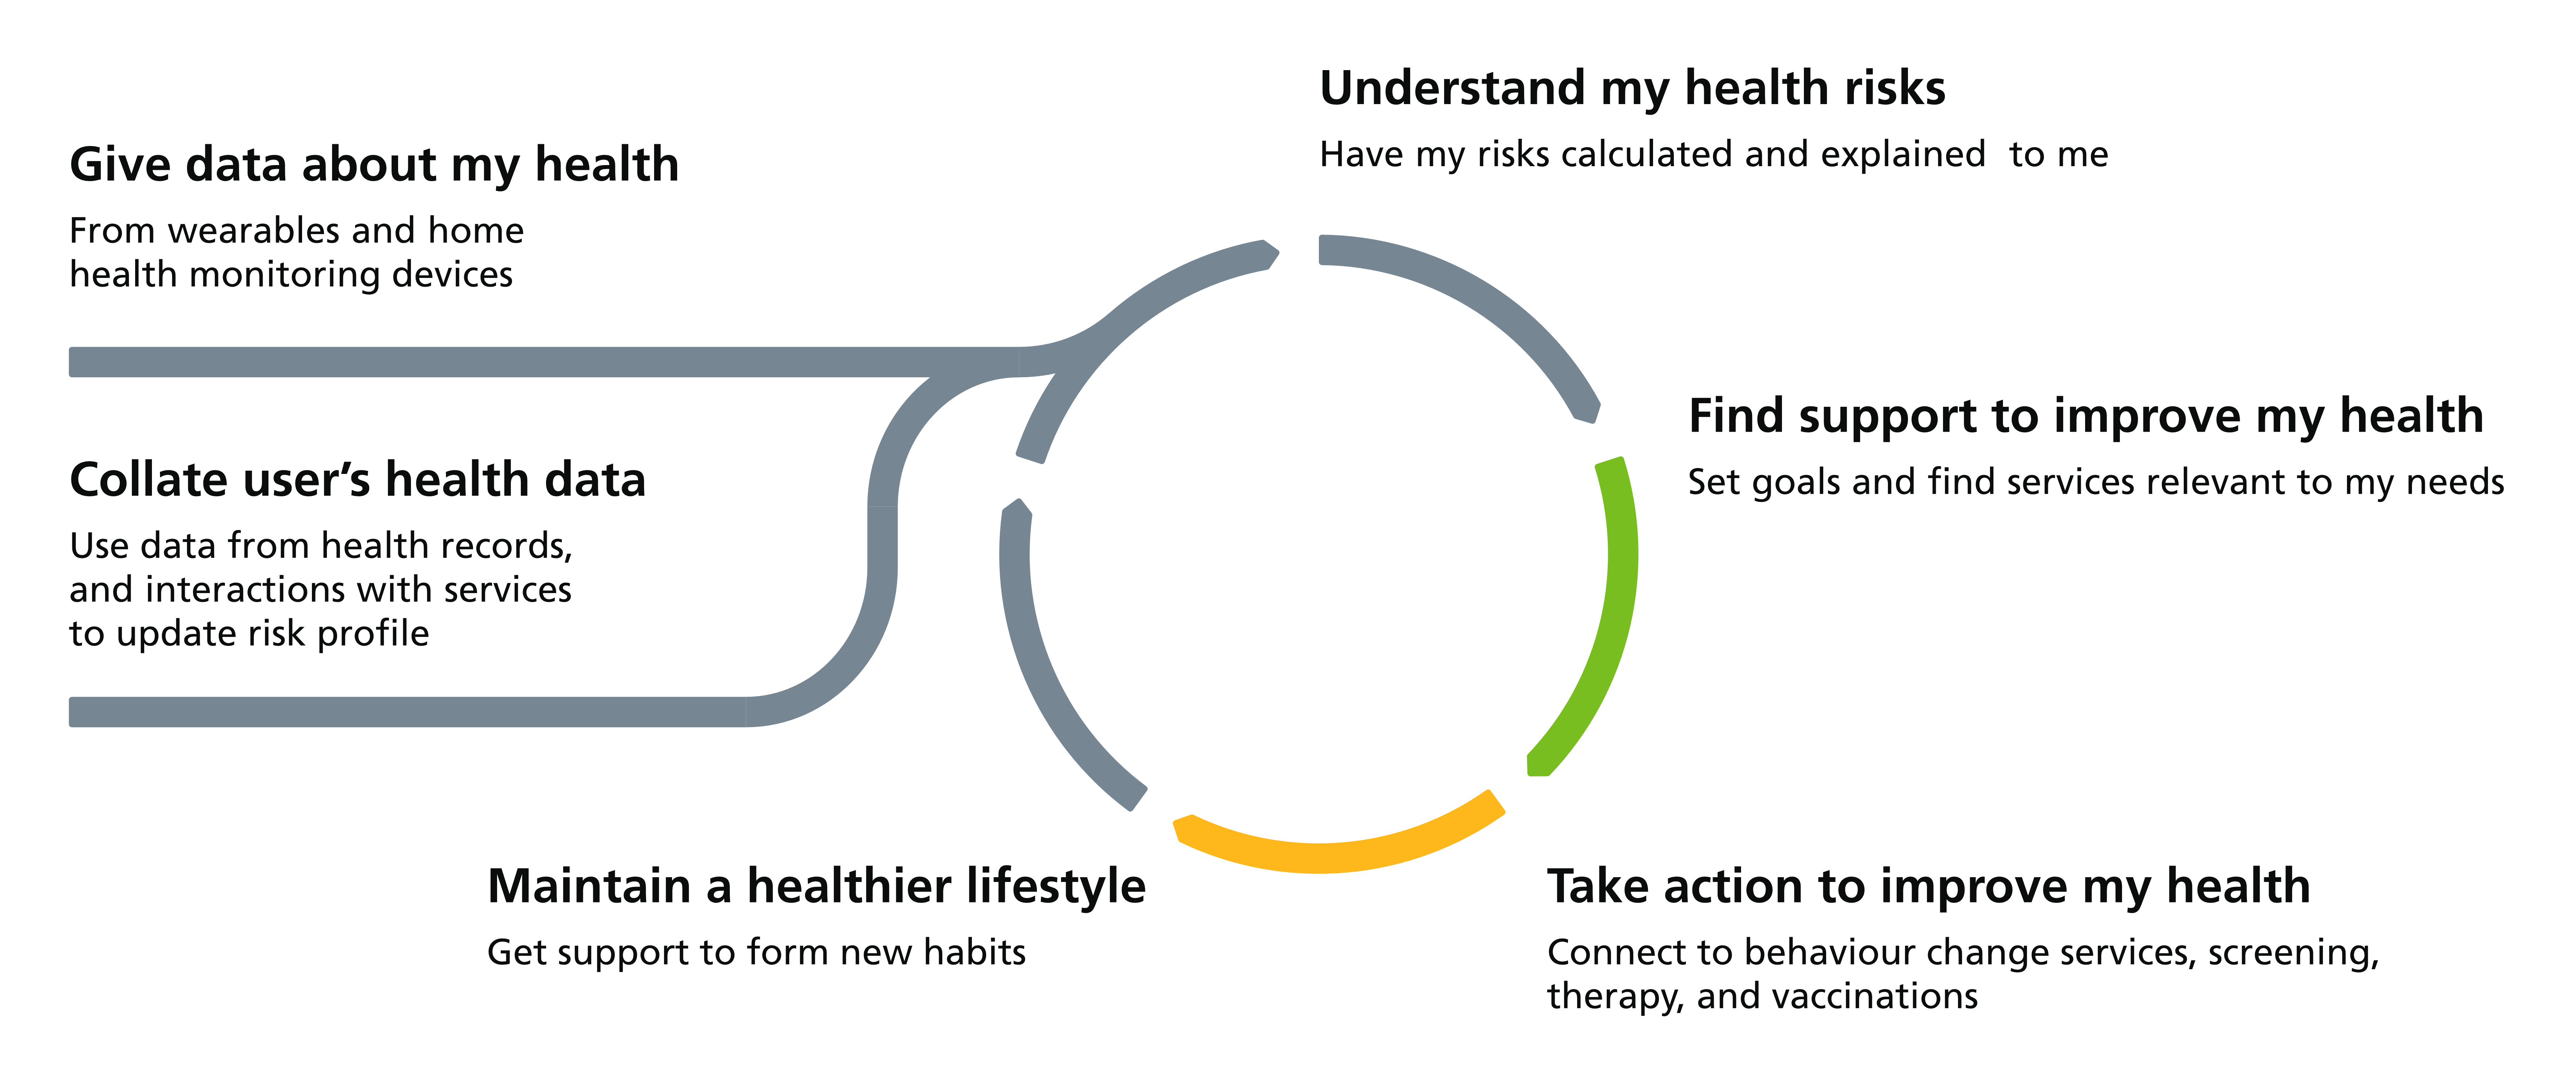 Give data about my health
From wearables and home
health monitoring devices
Collate user’s health data
Use data from health records,
and interactions with services
to update risk profile
Understand my health risks
Have my risks calculated and explained  to me
Find support to improve my health
Set goals and find services relevant to my needs
Take action to improve my health
Connect to behaviour change services, screening,
therapy, and vaccinations
Maintain a healthier lifestyle
Get support to form new habits